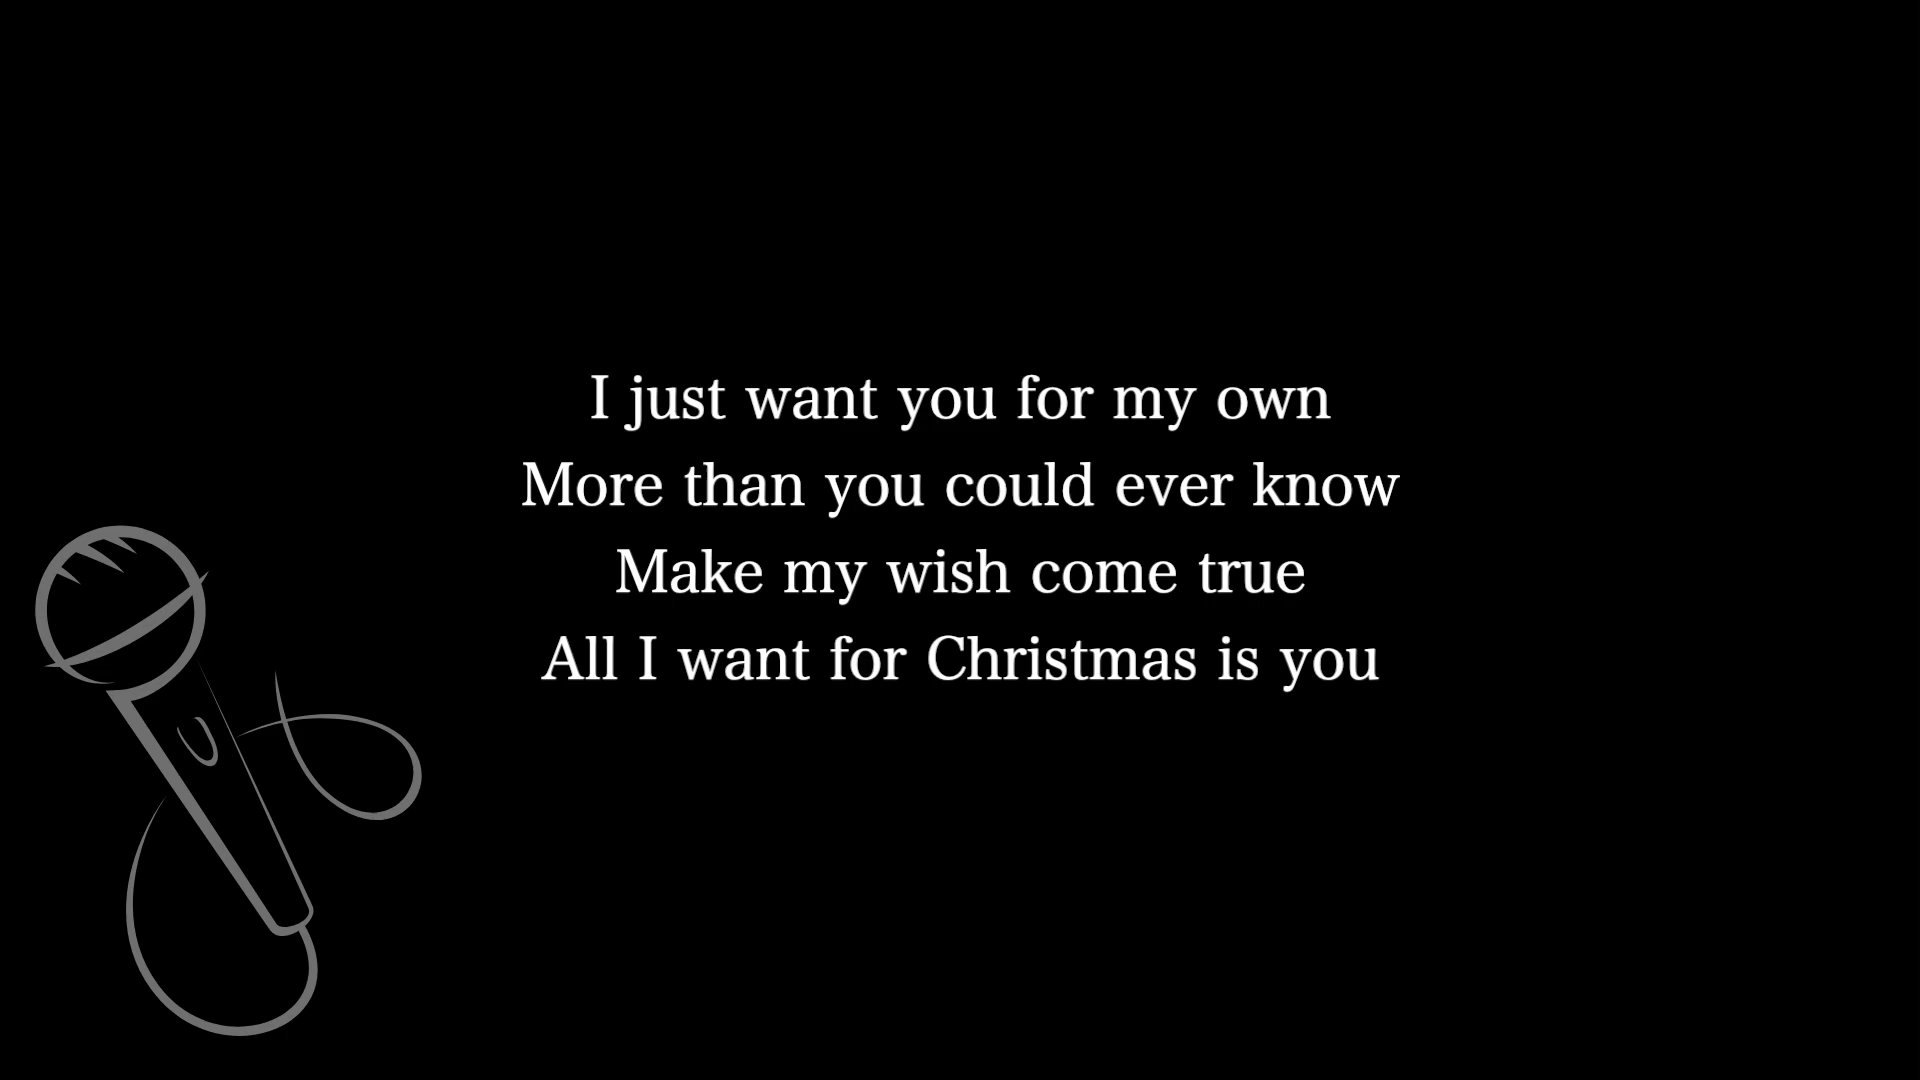 I just want you for my own
More than you could ever know
Make my wish come true
All I want for Christmas is you